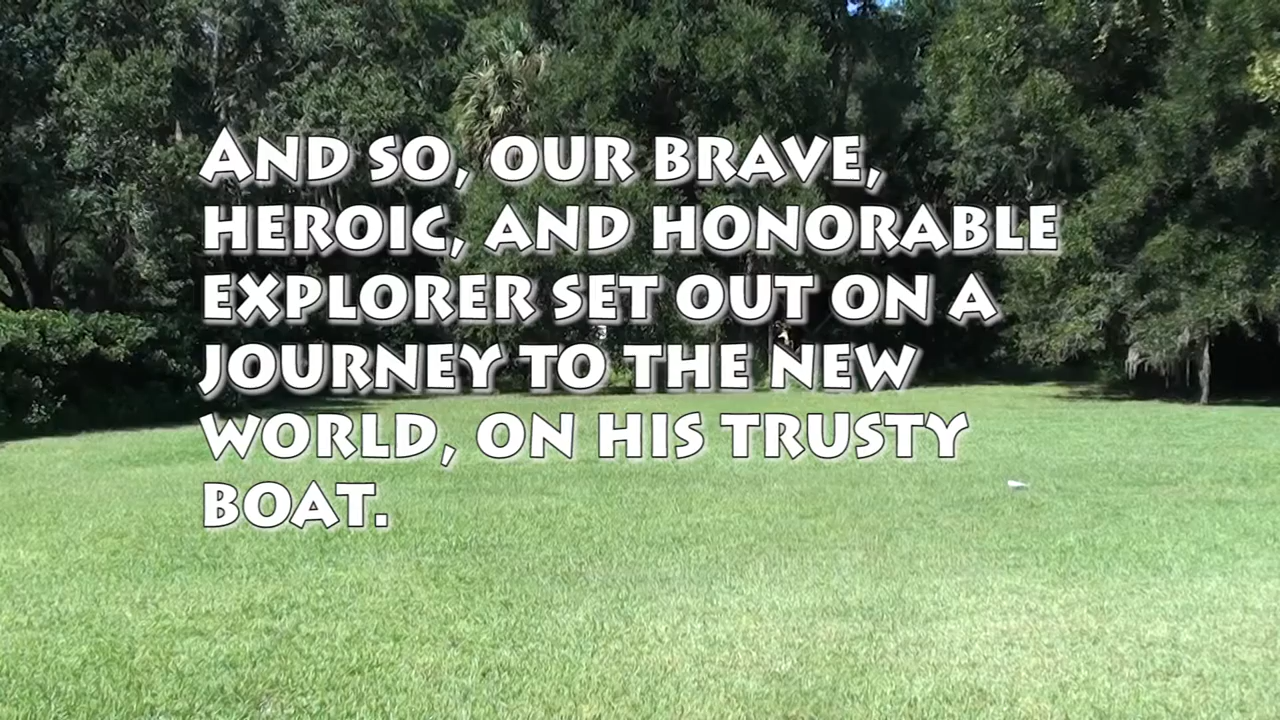 And so, our brave,
heroic, and honorable
explorer set out on a
journey to the New
World, on his trusty
boat.